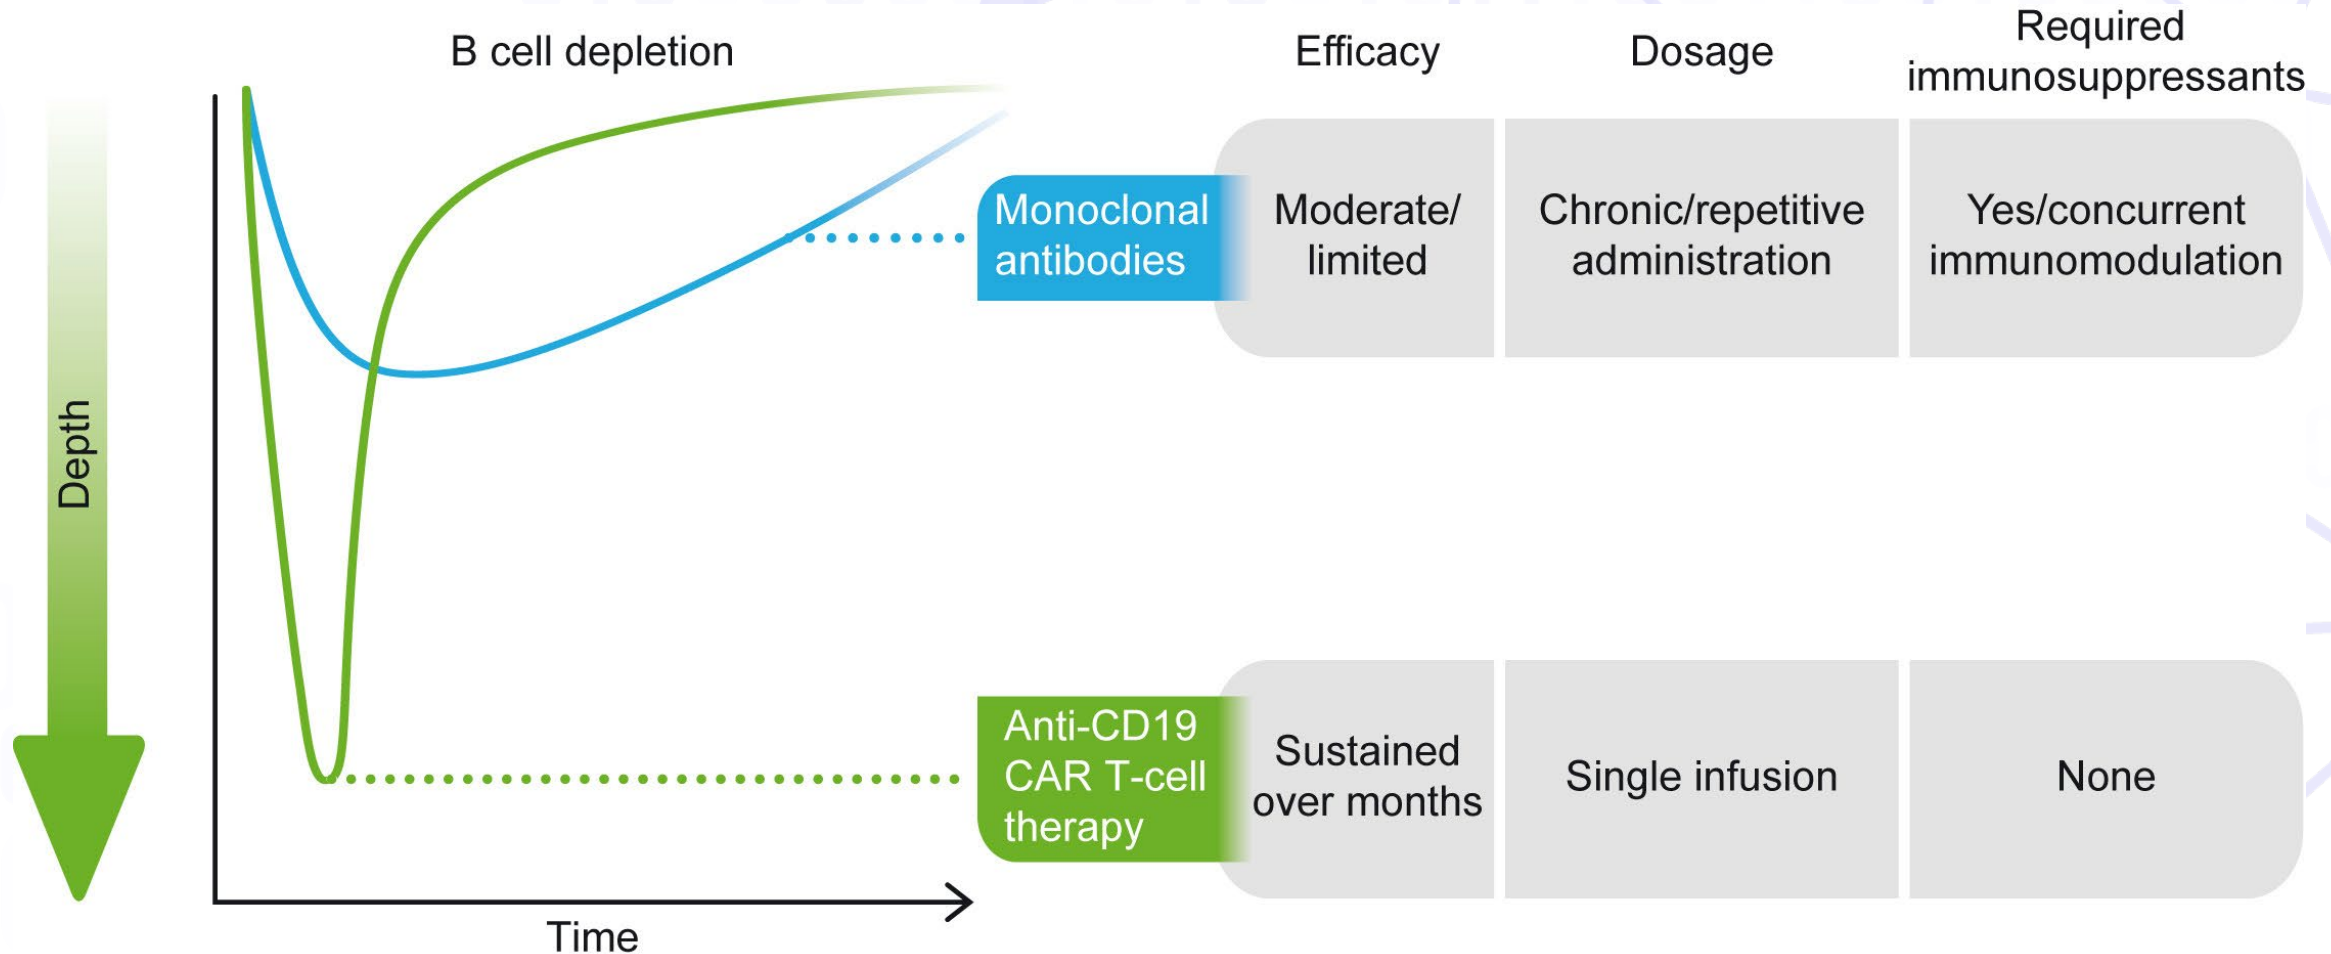 B cell depletion
Efficacy
Dosage
Required
immunosuppressants
Depth
Time
Monoclonal
antibodies
Moderate/
limited
Chronic/repetitive
administration
Yes/concurrent
immunomodulation
Anti-CD19
CAR T-cell
therapy
Sustained
over months
Single infusion
None